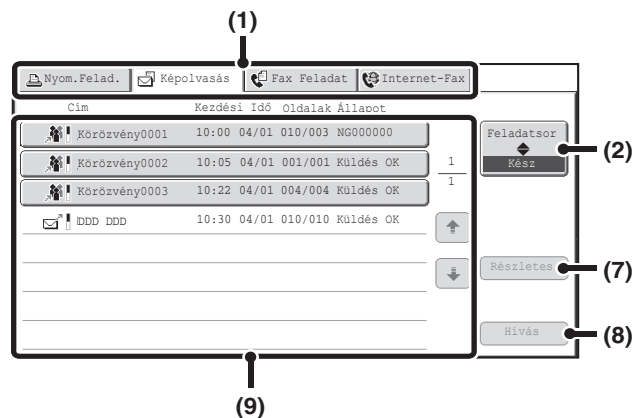 (1)
Nyom.Felad. Képolvasás Fax Feladat Internet-Fax
Cím Kezdési Idő Oldalak Állapot
Körözvény0001 10:00 04/01 010/003 NG000000
Körözvény0002 10:05 04/01 001/001 Küldés OK
Körözvény0003 10:22 04/01 004/004 Küldés OK
DDD DDD 10:30 04/01 010/010 Küldés OK
1
1
Feladatsor
Kész
(2)
Részletes
(7)
Hívás
(8)
(9)